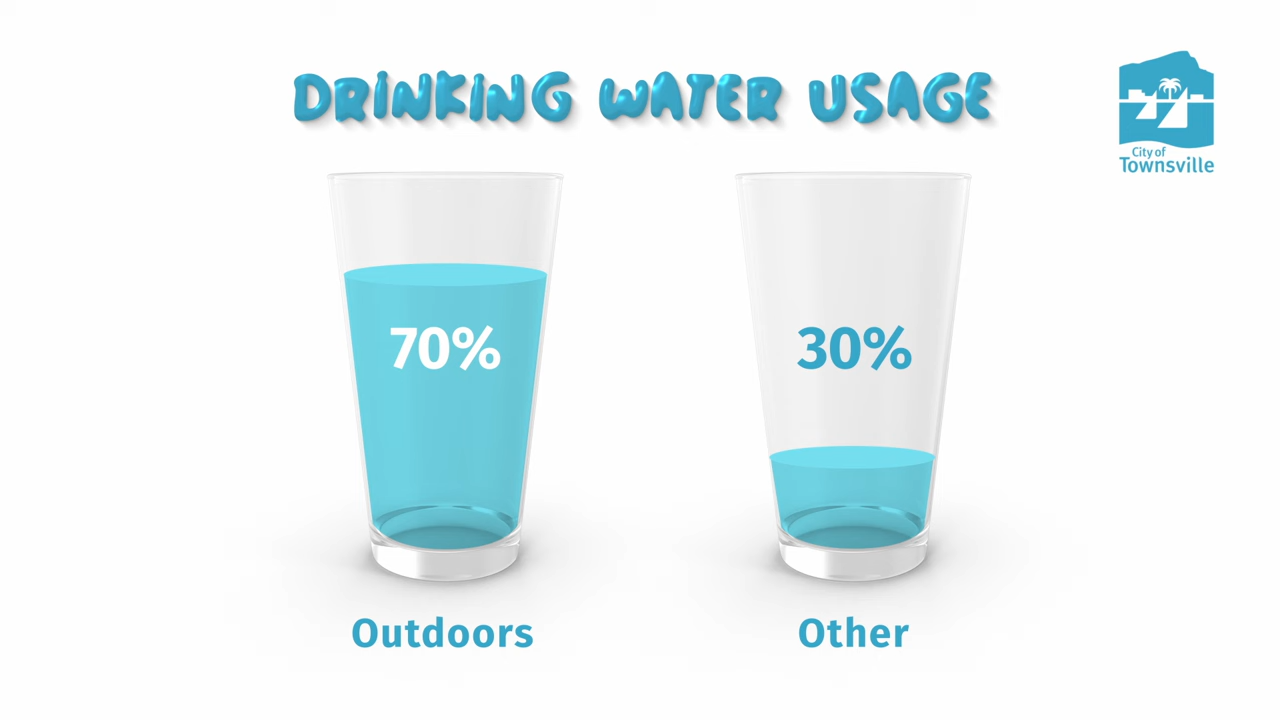 DRINKING WATER USAGE
City of
Townsville
70%
30%
Outdoors
Other